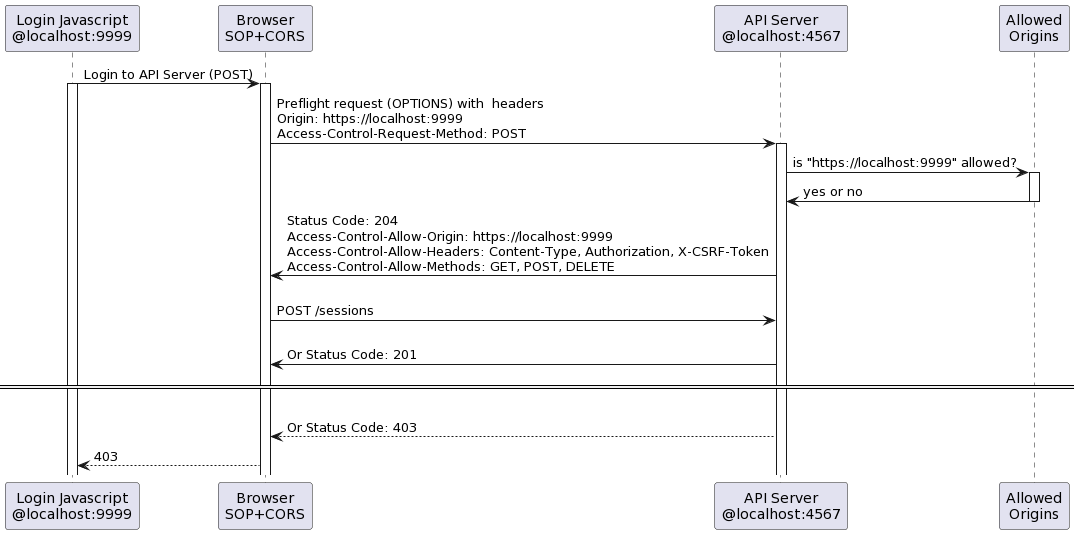 Login Javascript
@localhost:9999
Browser
SOP+CORS
API Server
@localhost:4567
Allowed
Origins
Login to API Server (POST)
Preflight request (OPTIONS) with  headers
Origin: https://localhost:9999
Access-Control-Request-Method: POST
is "https://localhost:9999" allowed?
yes or no
Status Code: 204
Access-Control-Allow-Origin: https://localhost:9999
Access-Control-Allow-Headers: Content-Type, Authorization, X-CSRF-Token
Access-Control-Allow-Methods: GET, POST, DELETE
POST /sessions
Or Status Code: 201
Or Status Code: 403
403
Login Javascript
@localhost:9999
Browser
SOP+CORS
API Server
@localhost:4567
Allowed
Origins